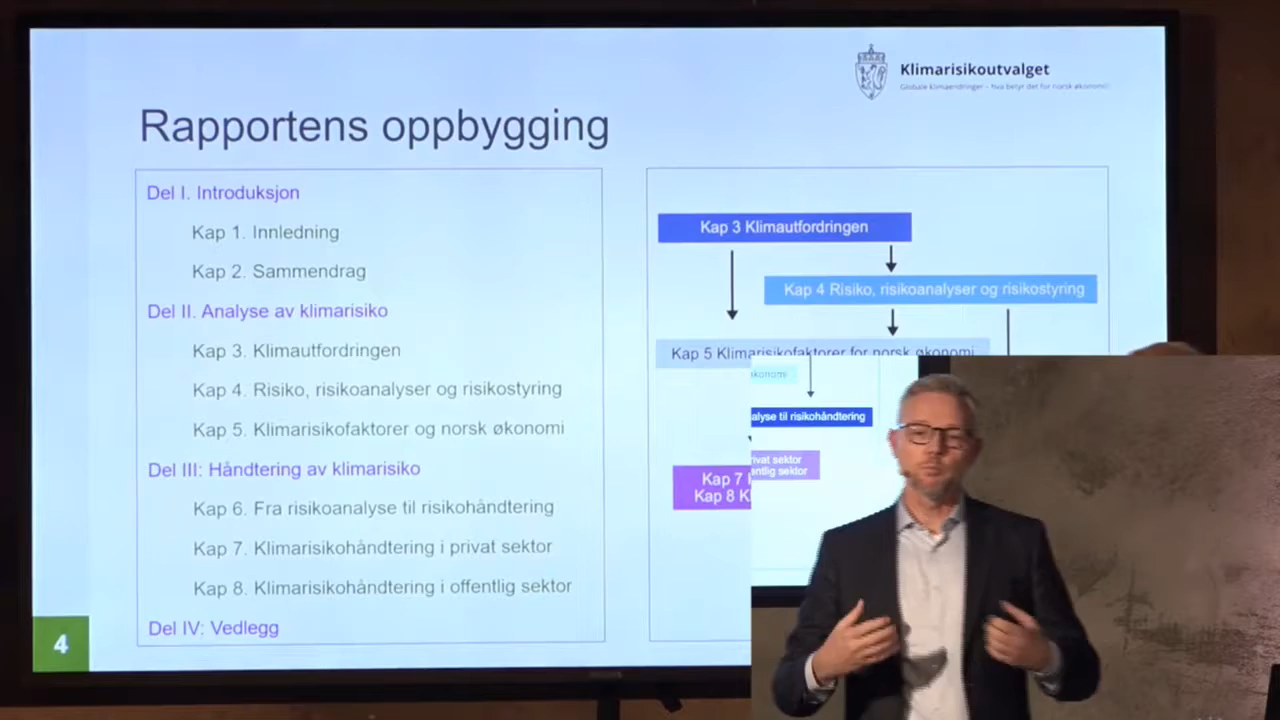 Klimarisikoutvalget
Globale klimaendringer – hva betyr det for norsk økonomi?
Rapportens oppbygging
Del I. Introduksjon
Kap 1. Innledning
Kap 2. Sammendrag
Del II. Analyse av klimarisiko
Kap 3. Klimautfordringen
Kap 4. Risiko, risikoanalyser og risikostyring
Kap 5. Klimarisikofaktorer og norsk økonomi
Del III: Håndtering av klimarisiko
Kap 6. Fra risikoanalyse til risikohåndtering
Kap 7. Klimarisikohåndtering i privat sektor
Kap 8. Klimarisikohåndtering i offentlig sektor
Del IV: Vedlegg
4
Kap 3 Klimautfordringen
Kap 4 Risiko, risikoanalyser og risikostyring
Kap 5 Klimarisikofaktorer for norsk økonomi
Kap 7
Kap 8 K
økonomi
alyse til risikohåndtering
ivat sektor
entlig sektor